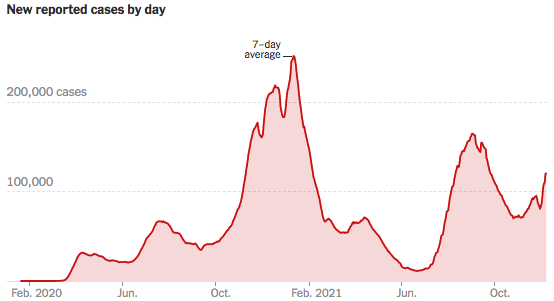 New reported cases by day
7–day
average
200,000 cases
100,000
Feb. 2020
Jun.
Oct.
Feb. 2021
Jun.
Oct.